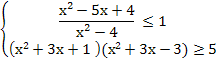 { (x² − 5x + 4)/(x² − 4) ≤ 1
(x² + 3x + 1)(x² + 3x − 3) ≥ 5